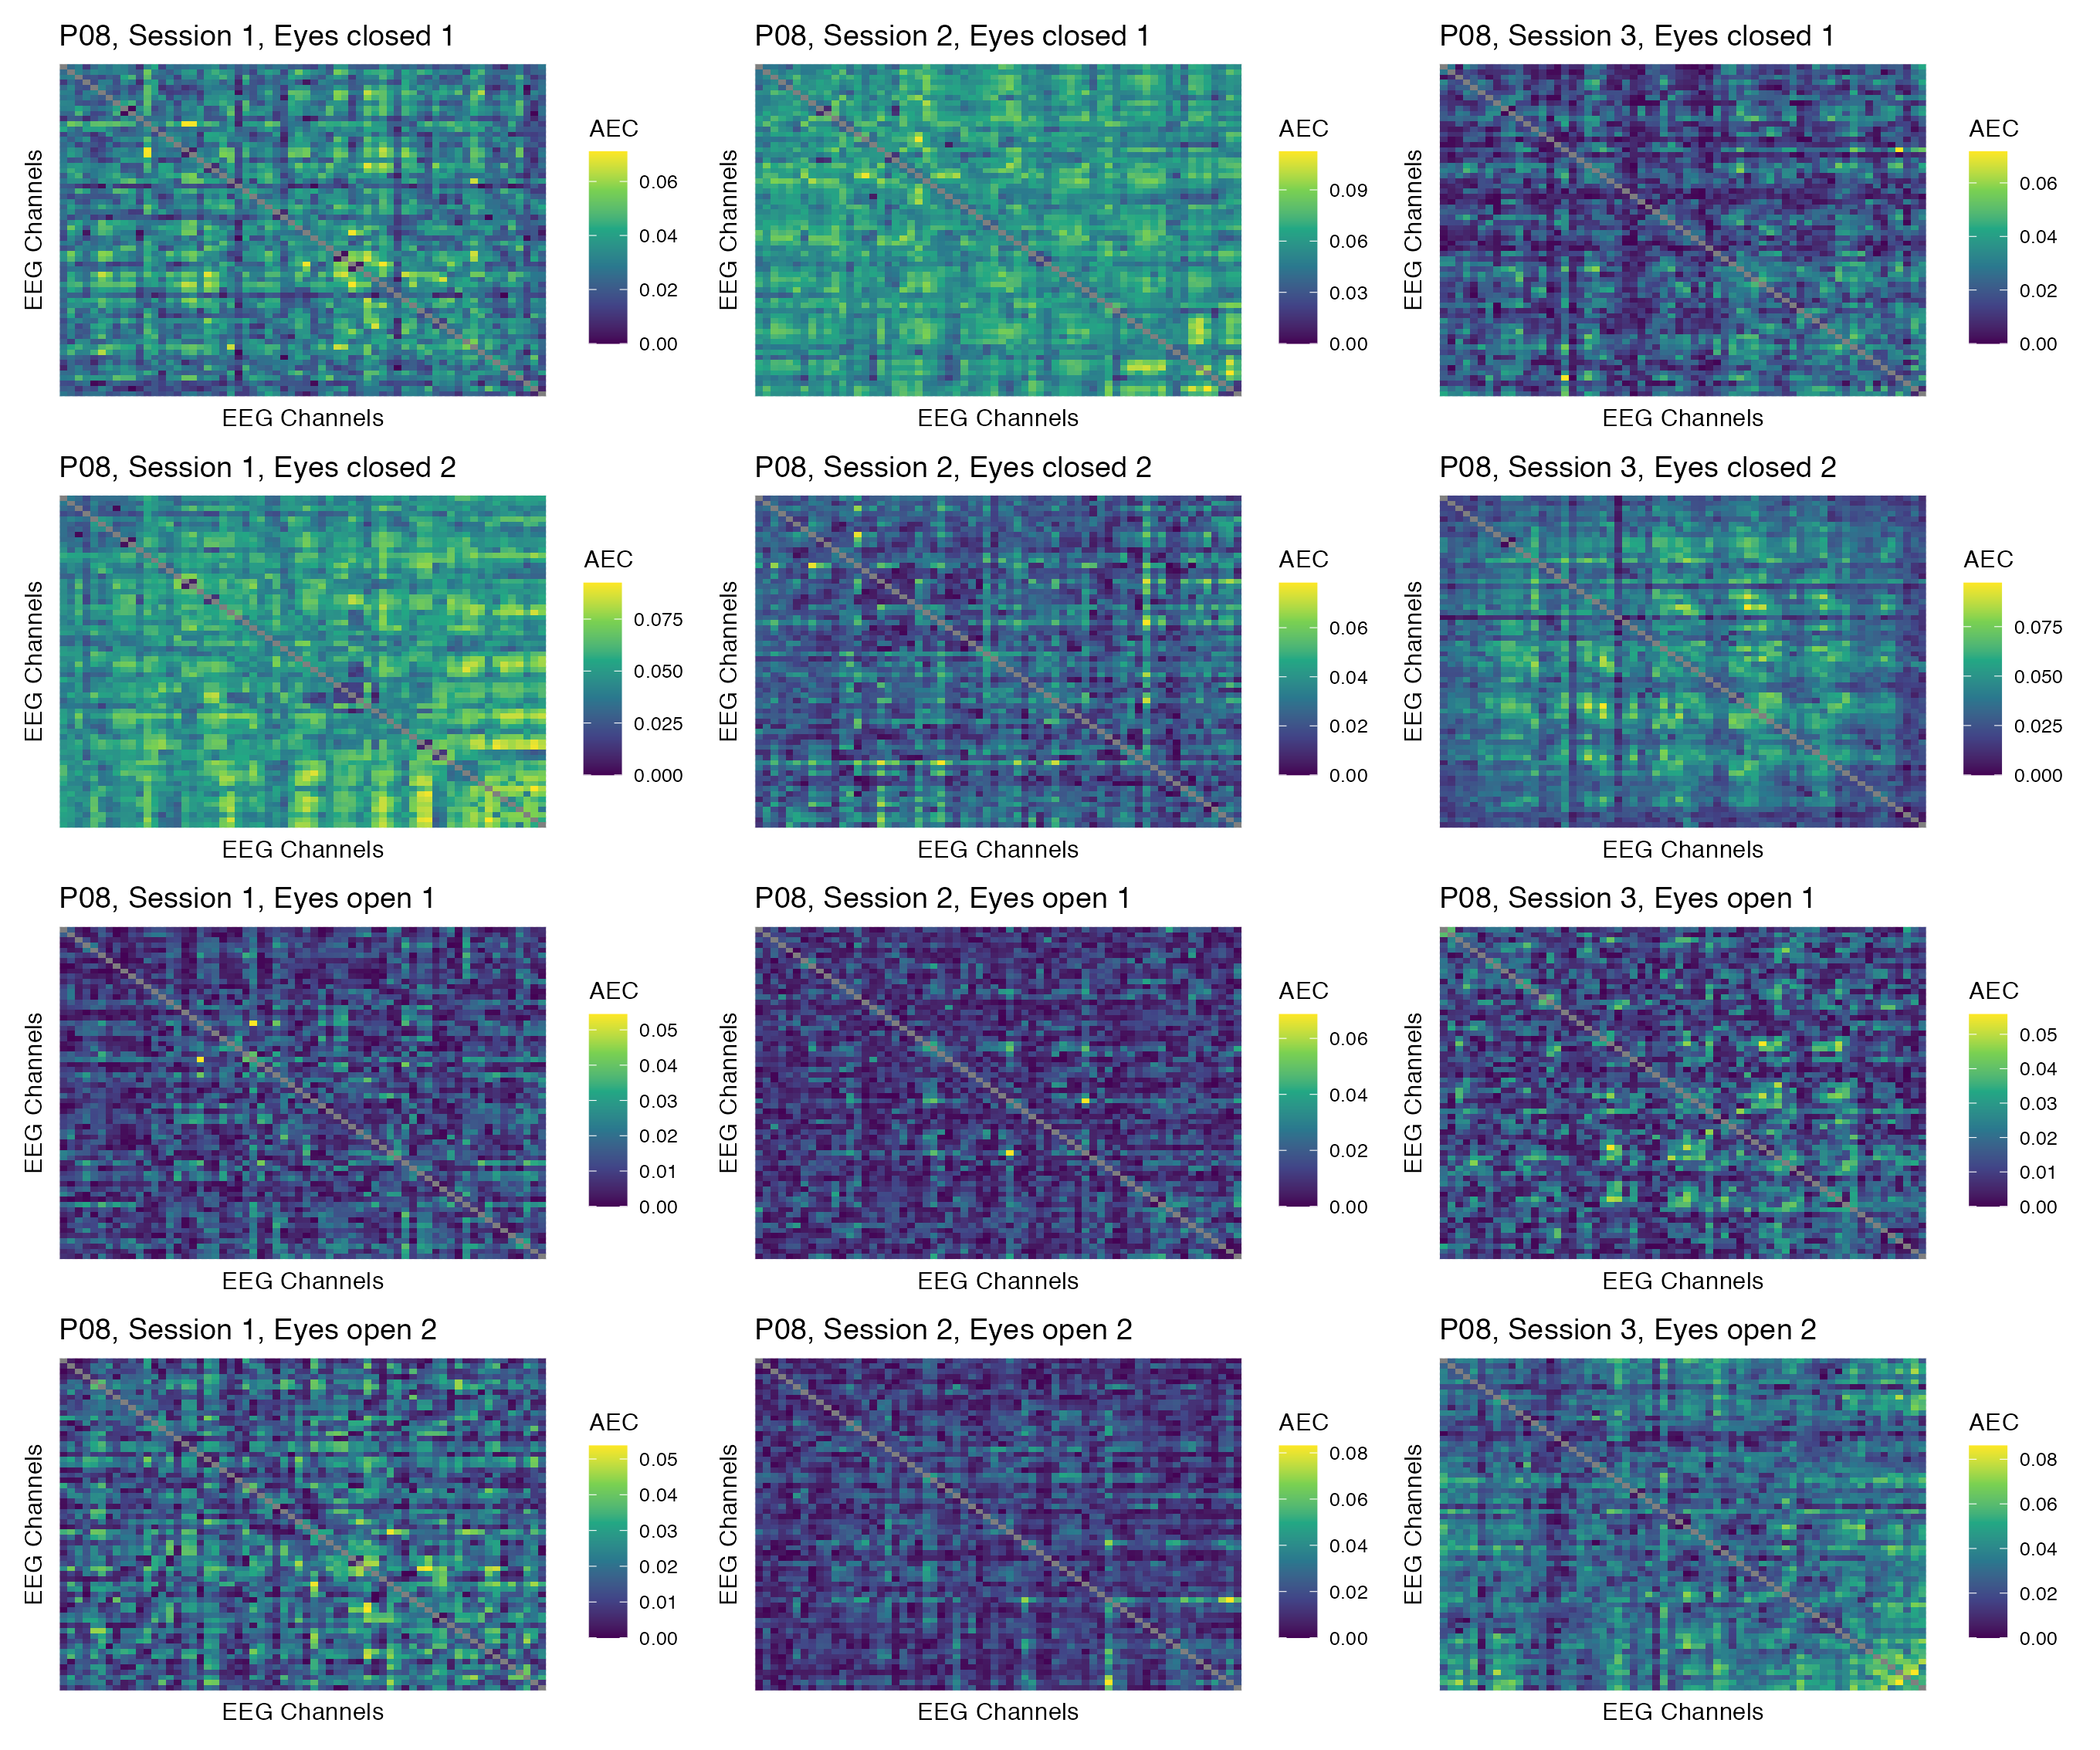 P08, Session 1, Eyes closed 1
EEG Channels
EEG Channels
AEC
0.06
0.04
0.02
0.00
P08, Session 2, Eyes closed 1
EEG Channels
EEG Channels
AEC
0.09
0.06
0.03
0.00
P08, Session 3, Eyes closed 1
EEG Channels
EEG Channels
AEC
0.06
0.04
0.02
0.00
P08, Session 1, Eyes closed 2
EEG Channels
EEG Channels
AEC
0.075
0.050
0.025
0.000
P08, Session 2, Eyes closed 2
EEG Channels
EEG Channels
AEC
0.06
0.04
0.02
0.00
P08, Session 3, Eyes closed 2
EEG Channels
EEG Channels
AEC
0.075
0.050
0.025
0.000
P08, Session 1, Eyes open 1
EEG Channels
EEG Channels
AEC
0.05
0.04
0.03
0.02
0.01
0.00
P08, Session 2, Eyes open 1
EEG Channels
EEG Channels
AEC
0.06
0.04
0.02
0.00
P08, Session 3, Eyes open 1
EEG Channels
EEG Channels
AEC
0.05
0.04
0.03
0.02
0.01
0.00
P08, Session 1, Eyes open 2
EEG Channels
EEG Channels
AEC
0.05
0.04
0.03
0.02
0.01
0.00
P08, Session 2, Eyes open 2
EEG Channels
EEG Channels
AEC
0.08
0.06
0.04
0.02
0.00
P08, Session 3, Eyes open 2
EEG Channels
EEG Channels
AEC
0.08
0.06
0.04
0.02
0.00